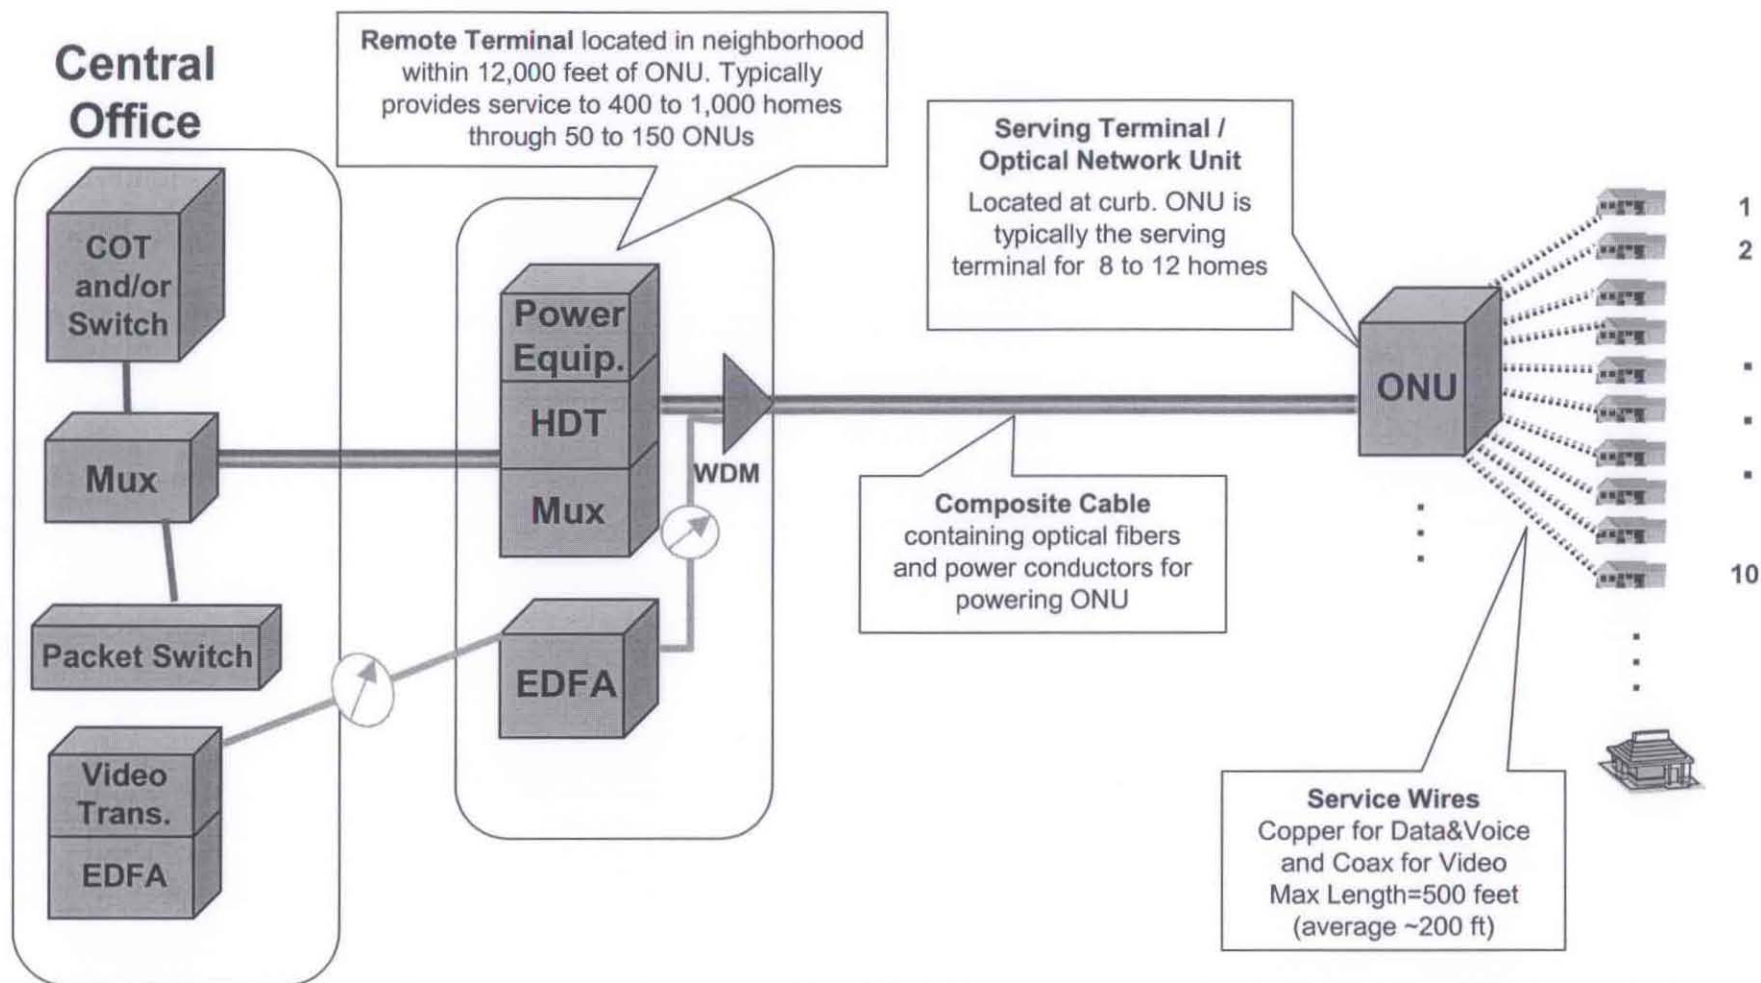 Central
Office
Remote Terminal located in neighborhood
within 12,000 feet of ONU. Typically
provides service to 400 to 1,000 homes
through 50 to 150 ONUs
Serving Terminal /
Optical Network Unit
Located at curb. ONU is
typically the serving
terminal for 8 to 12 homes
COT
and/or
Switch
Mux
Packet Switch
Video
Trans.
EDFA
Power
Equip.
HDT
Mux
EDFA
WDM
Composite Cable
containing optical fibers
and power conductors for
powering ONU
ONU
1
2
10
Service Wires
Copper for Data&Voice
and Coax for Video
Max Length=500 feet
(average ~200 ft)